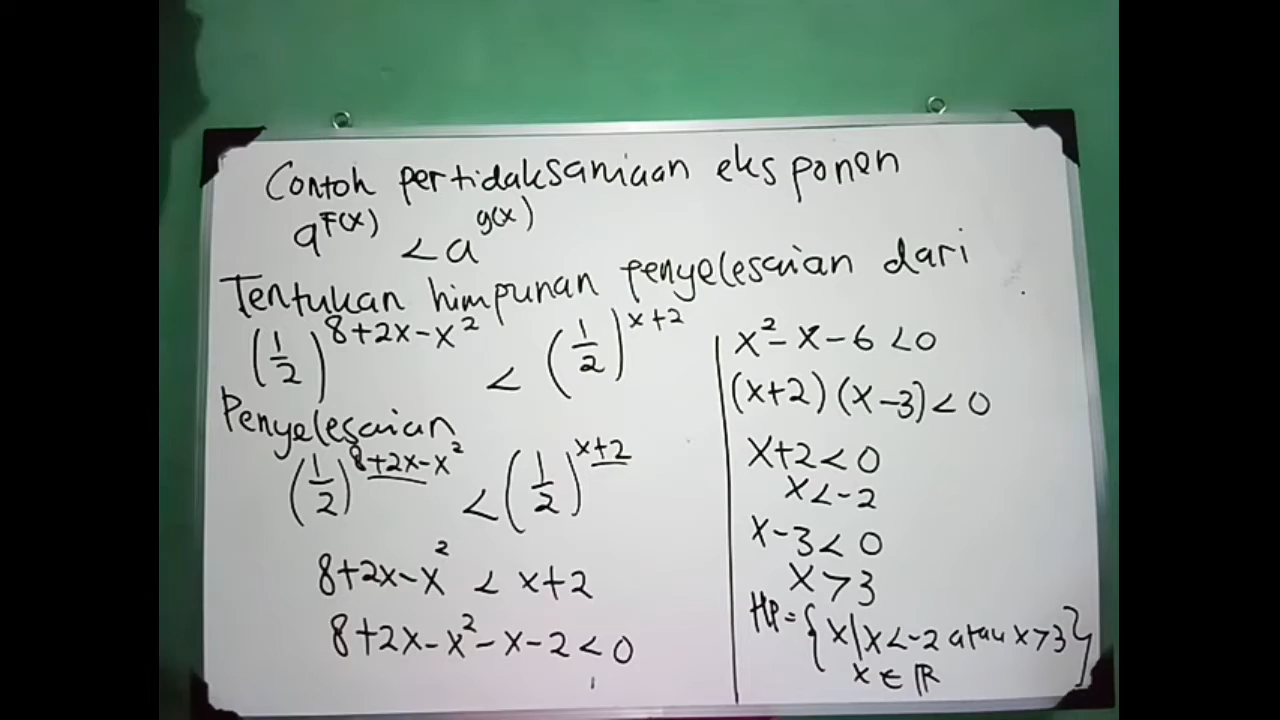 Contoh pertidaksamaan eksponen
a^F(x) < a^g(x)
Tentukan himpunan penyelesaian dari
(1/2)^8+2x-x² < (1/2)^x+2
Penyelesaian
(1/2)^8+2x-x² < (1/2)^x+2
8+2x-x² < x+2
8+2x-x²-x-2<0
x²-x-6<0
(x+2)(x-3)<0
x+2<0
x<-2
x-3<0
x>3
HP={x|x<-2 atau x>3}
x∈ℝ